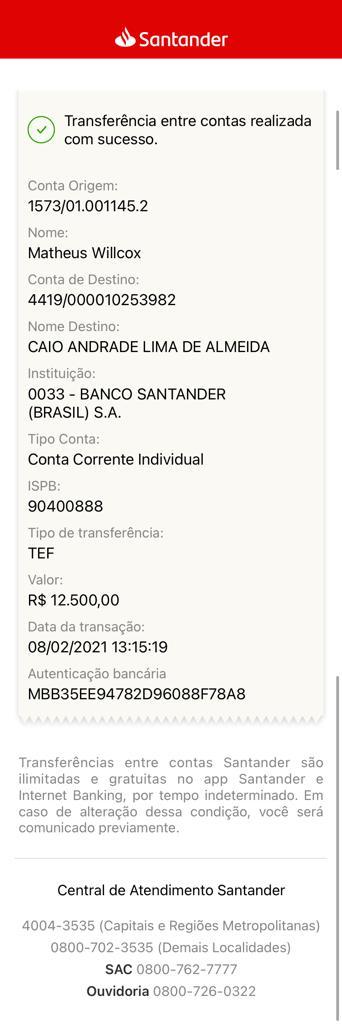 Santander
Transferência entre contas realizada
com sucesso.
Conta Origem:
1573/01.001145.2
Nome:
Matheus Willcox
Conta de Destino:
4419/000010253982
Nome Destino:
CAIO ANDRADE LIMA DE ALMEIDA
Instituição:
0033 - BANCO SANTANDER
(BRASIL) S.A.
Tipo Conta:
Conta Corrente Individual
ISPB:
90400888
Tipo de transferência:
TEF
Valor:
R$ 12.500,00
Data da transação:
08/02/2021 13:15:19
Autenticação bancária
MBB35EE94782D96088F78A8
Transferências entre contas Santander são
ilimitadas e gratuitas no app Santander e
Internet Banking, por tempo indeterminado. Em
caso de alteração dessa condição, você será
comunicado previamente.
Central de Atendimento Santander
4004-3535 (Capitais e Regiões Metropolitanas)
0800-702-3535 (Demais Localidades)
SAC 0800-762-7777
Ouvidoria 0800-726-0322